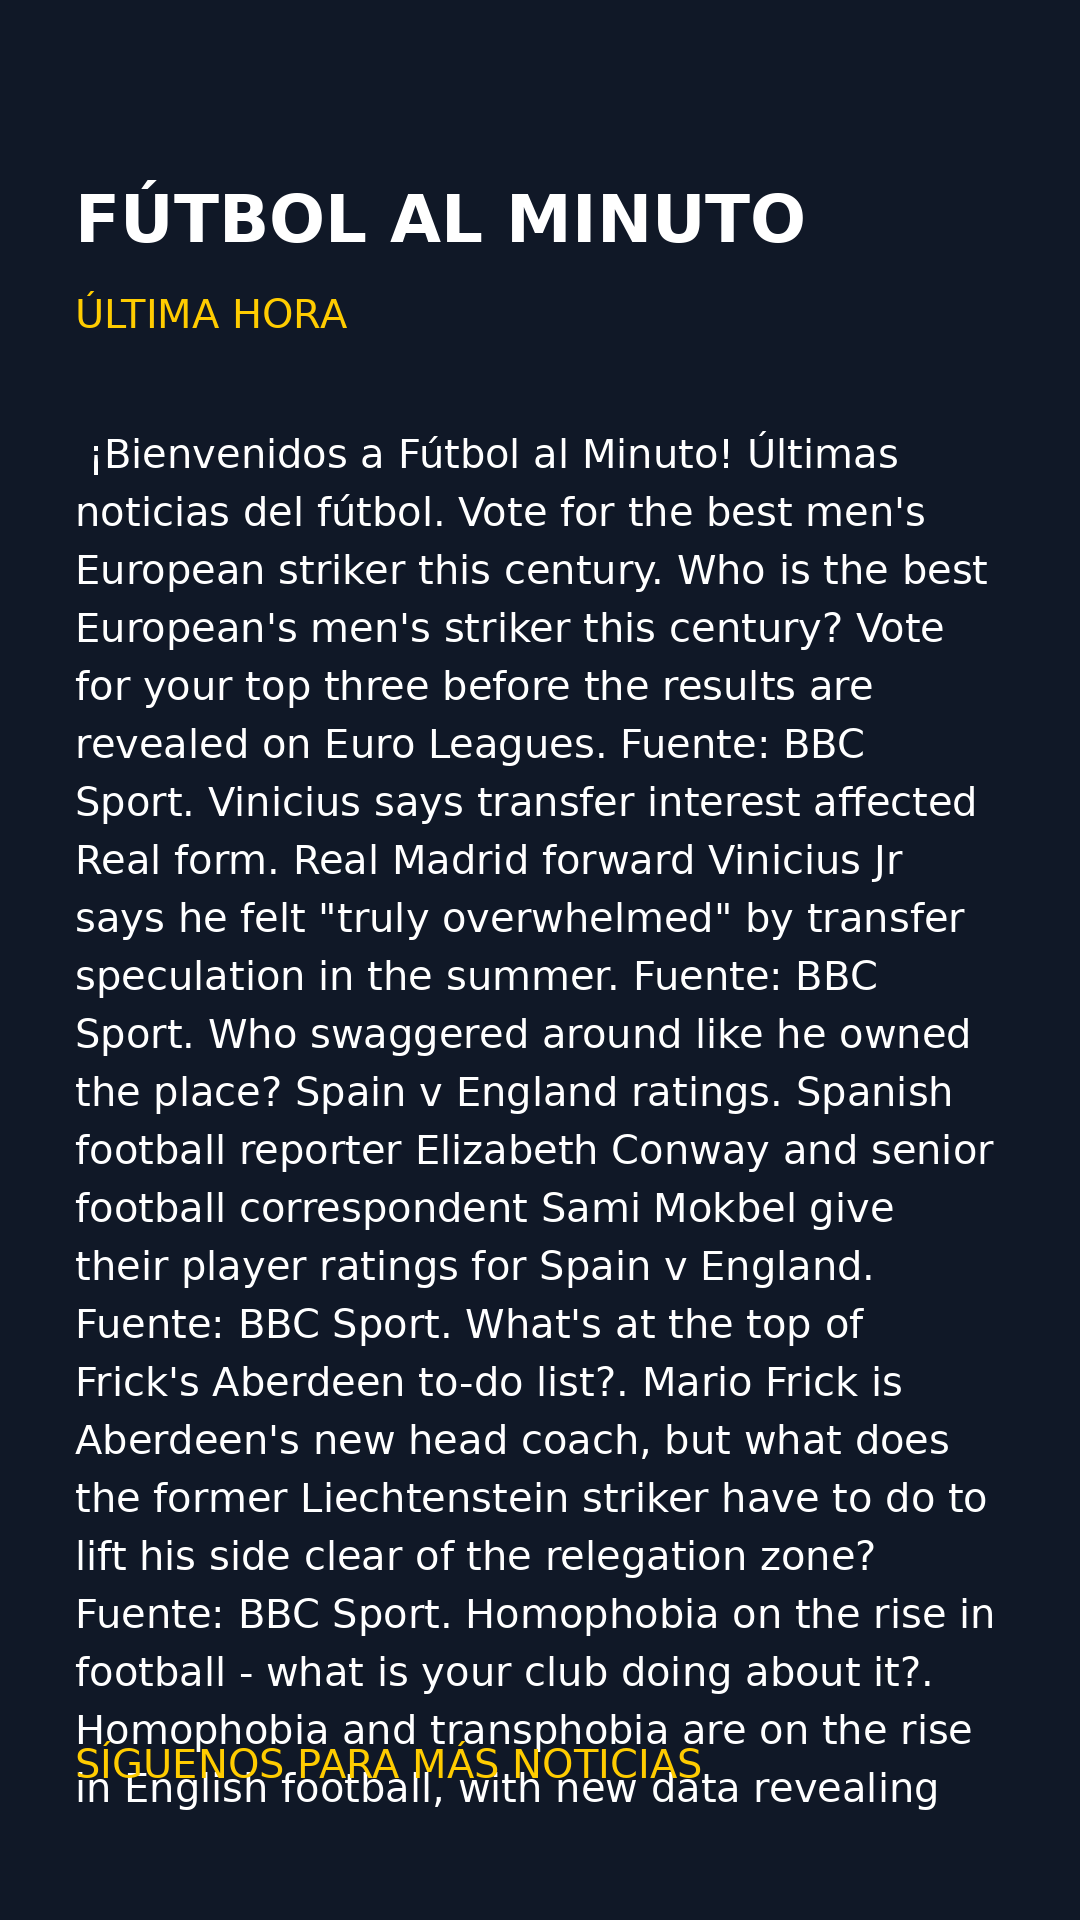 FÚTBOL AL MINUTO
ÚLTIMA HORA
¡Bienvenidos a Fútbol al Minuto! Últimas
noticias del fútbol. Vote for the best men's
European striker this century. Who is the best
European's men's striker this century? Vote
for your top three before the results are
revealed on Euro Leagues. Fuente: BBC
Sport. Vinicius says transfer interest affected
Real form. Real Madrid forward Vinicius Jr
says he felt "truly overwhelmed" by transfer
speculation in the summer. Fuente: BBC
Sport. Who swaggered around like he owned
the place? Spain v England ratings. Spanish
football reporter Elizabeth Conway and senior
football correspondent Sami Mokbel give
their player ratings for Spain v England.
Fuente: BBC Sport. What's at the top of
Frick's Aberdeen to-do list?. Mario Frick is
Aberdeen's new head coach, but what does
the former Liechtenstein striker have to do to
lift his side clear of the relegation zone?
Fuente: BBC Sport. Homophobia on the rise in
football - what is your club doing about it?.
Homophobia and transphobia are on the rise
SÍGUENOS PARA MÁS NOTICIAS
in English football, with new data revealing